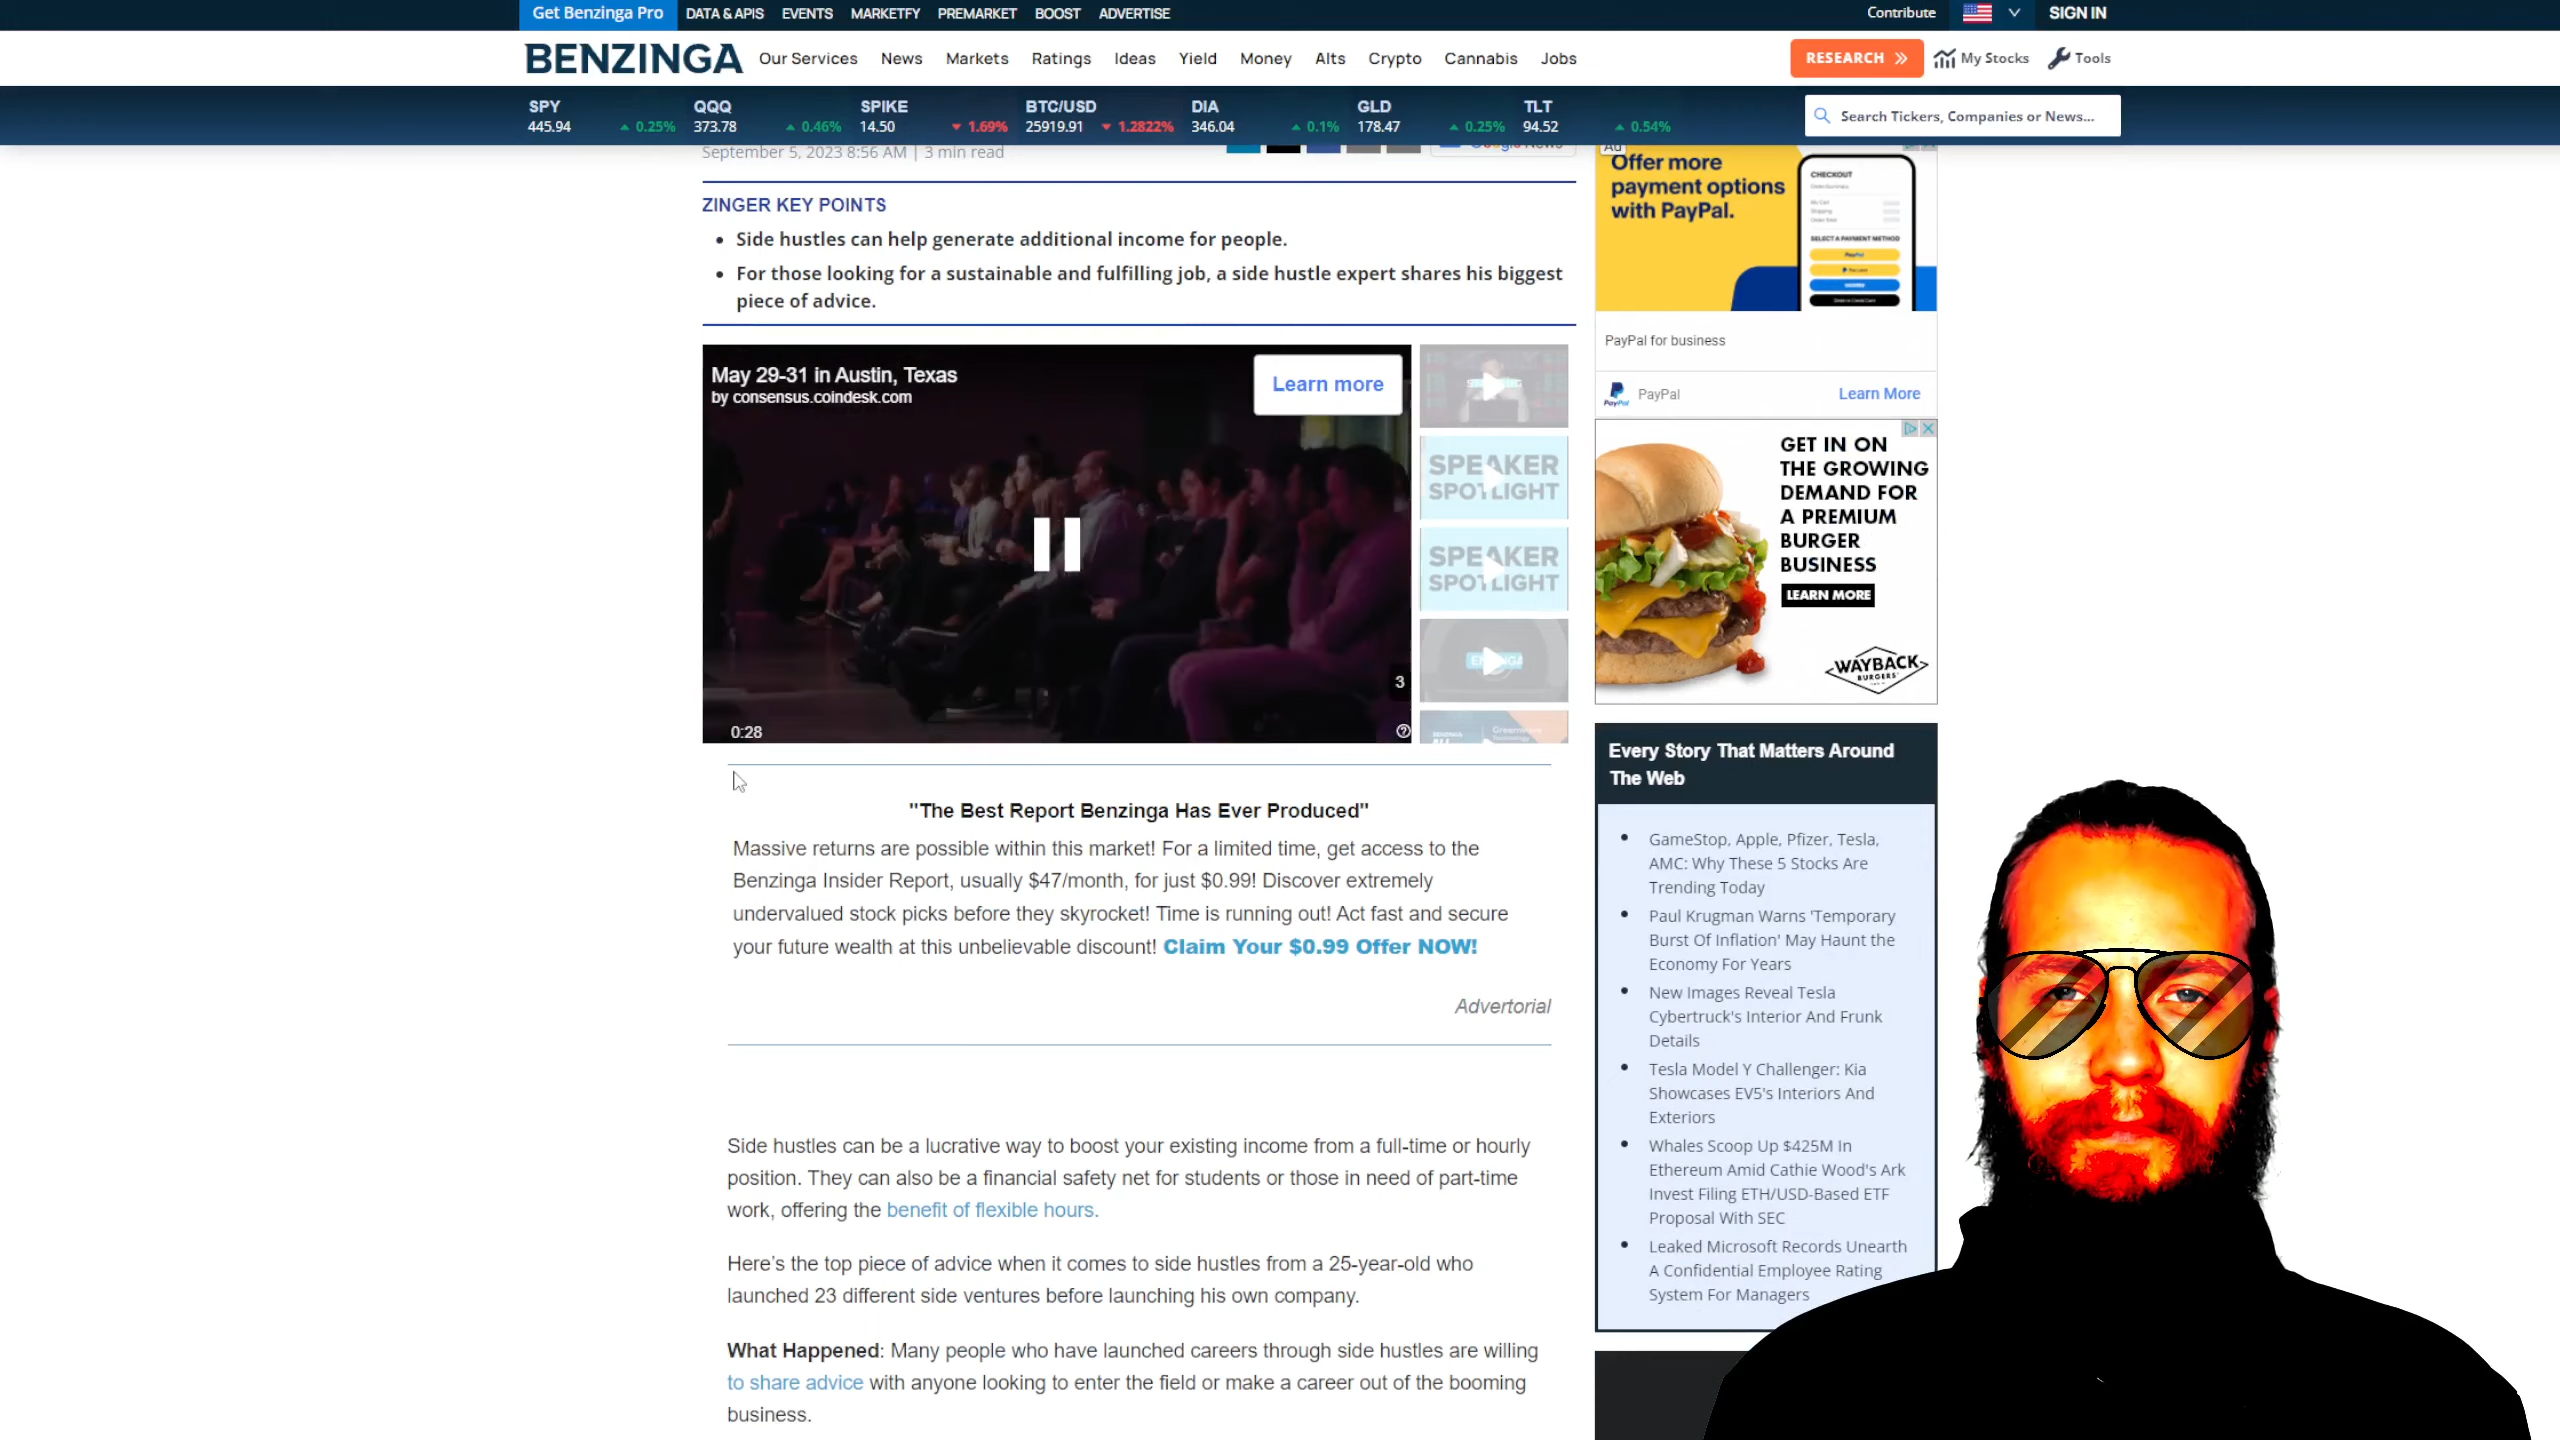 Get Benzinga Pro DATA & APIS EVENTS MARKETFY PREMARKET BOOST ADVERTISE Contribute SIGN IN
BENZINGA Our Services News Markets Ratings Ideas Yield Money Alts Crypto Cannabis Jobs RESEARCH My Stocks Tools
SPY QQQ SPIKE BTC/USD DIA GLD TLT
445.94 0.25% 373.78 0.46% 14.50 1.69% 25919.91 1.2822% 346.04 0.1% 178.47 0.25% 94.52 0.54%
Search Tickers, Companies or News...
September 5, 2023 8:56 AM | 3 min read
ZINGER KEY POINTS
Side hustles can help generate additional income for people.
For those looking for a sustainable and fulfilling job, a side hustle expert shares his biggest
piece of advice.
May 29-31 in Austin, Texas
by consensus.coindesk.com
Learn more
3
0:28
SPEAKER
SPOTLIGHT
SPEAKER
SPOTLIGHT
"The Best Report Benzinga Has Ever Produced"
Massive returns are possible within this market! For a limited time, get access to the
Benzinga Insider Report, usually $47/month, for just $0.99! Discover extremely
undervalued stock picks before they skyrocket! Time is running out! Act fast and secure
your future wealth at this unbelievable discount! Claim Your $0.99 Offer NOW!
Advertorial
Side hustles can be a lucrative way to boost your existing income from a full-time or hourly
position. They can also be a financial safety net for students or those in need of part-time
work, offering the benefit of flexible hours.
Here's the top piece of advice when it comes to side hustles from a 25-year-old who
launched 23 different side ventures before launching his own company.
What Happened: Many people who have launched careers through side hustles are willing
to share advice with anyone looking to enter the field or make a career out of the booming
business.
Ad
Offer more
payment options
with PayPal.
CHECKOUT
SELECT A PAYMENT METHOD
PayPal for business
PayPal
PayPal Learn More
GET IN ON
THE GROWING
DEMAND FOR
A PREMIUM
BURGER
BUSINESS
LEARN MORE
WAYBACK
BURGERS
Every Story That Matters Around
The Web
GameStop, Apple, Pfizer, Tesla,
AMC: Why These 5 Stocks Are
Trending Today
Paul Krugman Warns 'Temporary
Burst Of Inflation' May Haunt the
Economy For Years
New Images Reveal Tesla
Cybertruck's Interior And Frunk
Details
Tesla Model Y Challenger: Kia
Showcases EV5's Interiors And
Exteriors
Whales Scoop Up $425M In
Ethereum Amid Cathie Wood's Ark
Invest Filing ETH/USD-Based ETF
Proposal With SEC
Leaked Microsoft Records Unearth
A Confidential Employee Rating
System For Managers